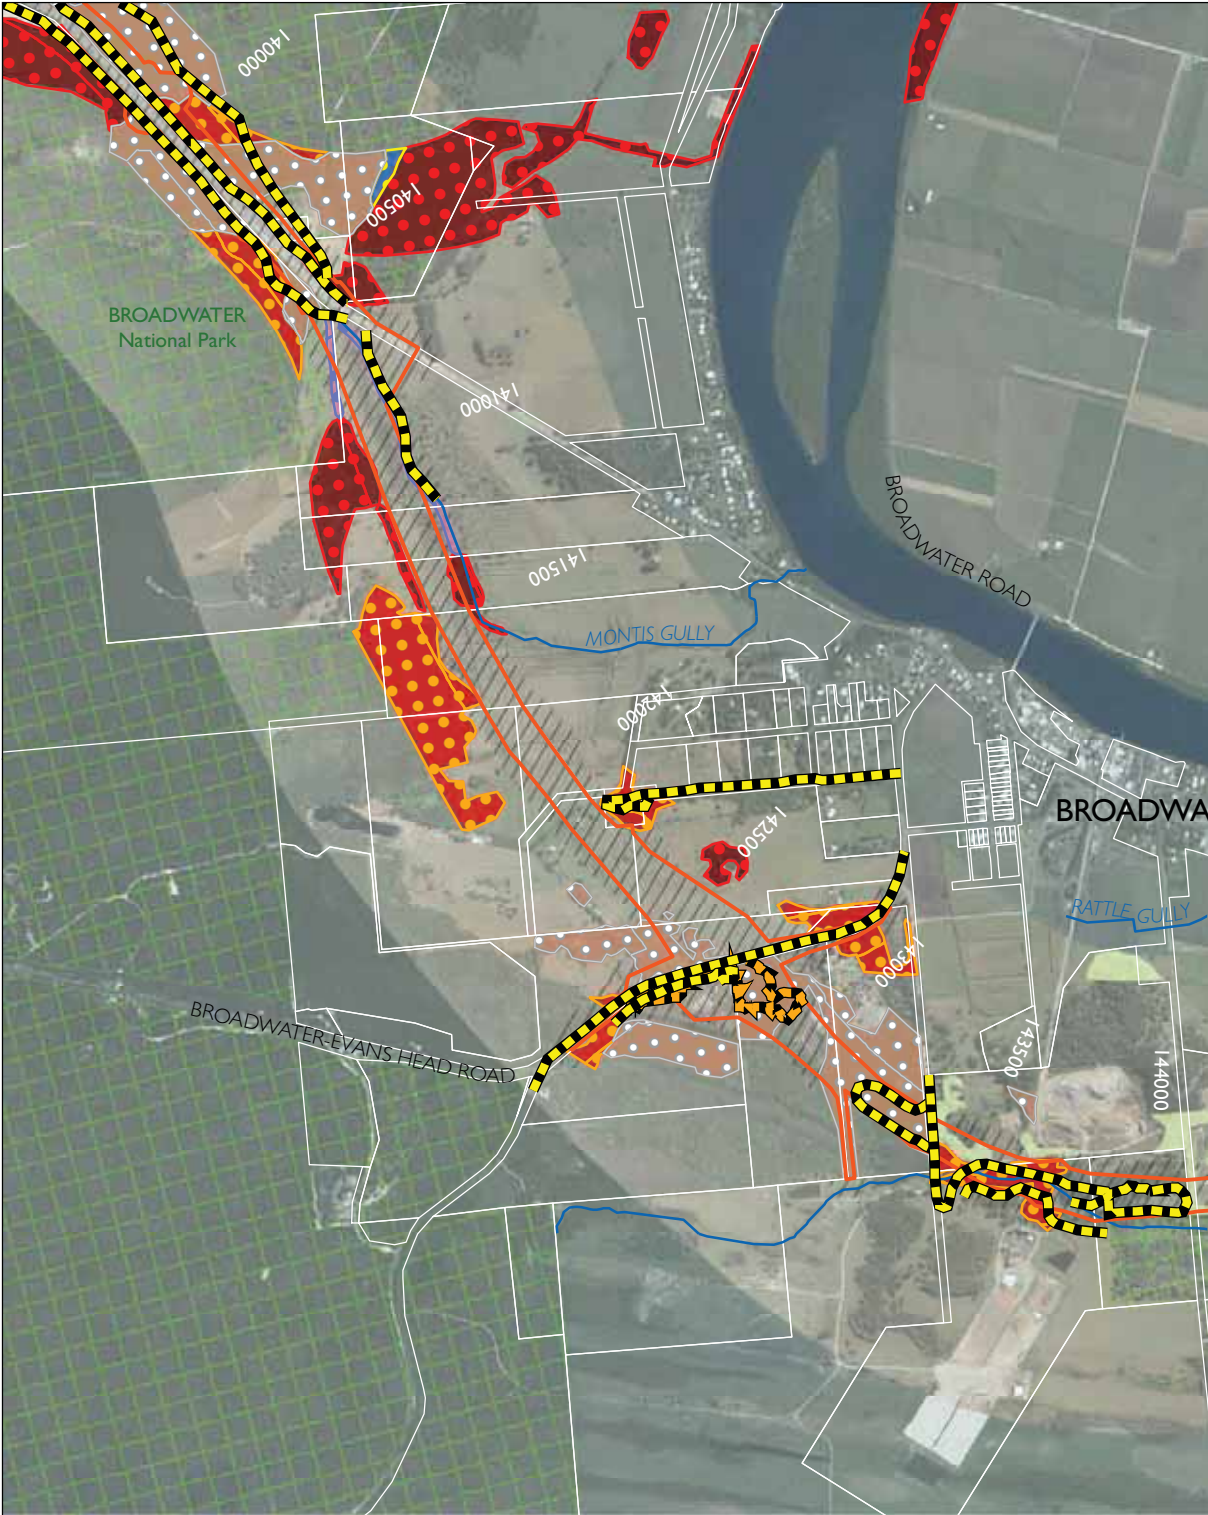 140000
140500
BROADWATER
National Park
141000
BROADWATER ROAD
141500
MONTIS GULLY
142000
BROADWA
142500
RATTLE GULLY
143000
BROADWATER-EVANS HEAD ROAD
143500
144000